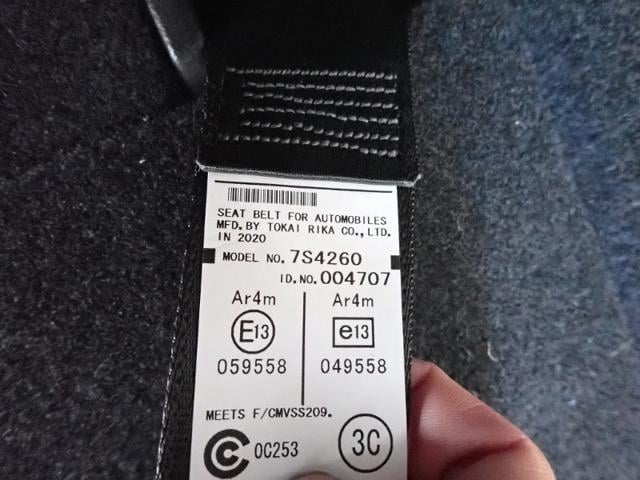 SEAT BELT FOR AUTOMOBILES
MFD. BY TOKAI RIKA CO., LTD.
IN 2020
MODEL NO. 7S4260
ID. NO. 004707
Ar4m Ar4m
E13 e13
059558 049558
MEETS F/CMVSS209.
C 0C253 3C